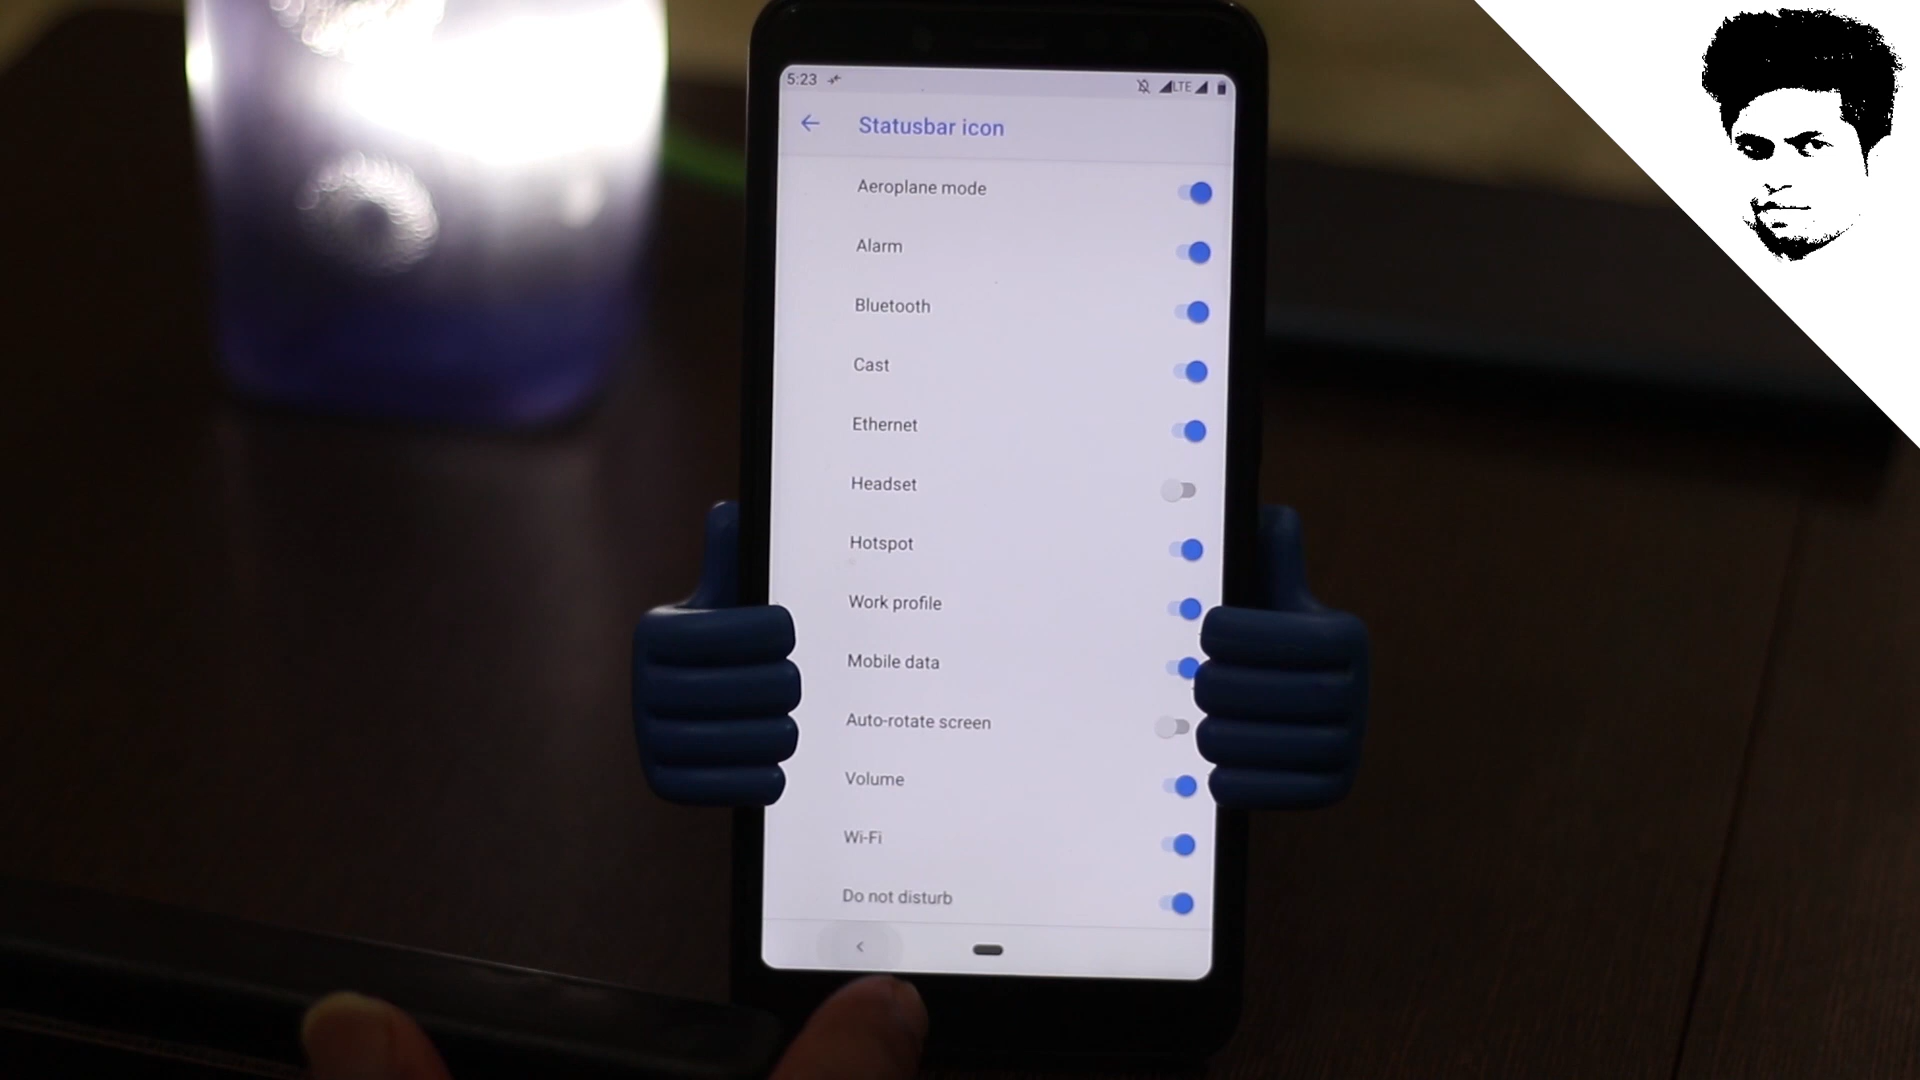 5:23
LTE
Statusbar icon
Aeroplane mode
Alarm
Bluetooth
Cast
Ethernet
Headset
Hotspot
Work profile
Mobile data
Auto-rotate screen
Volume
Wi-Fi
Do not disturb